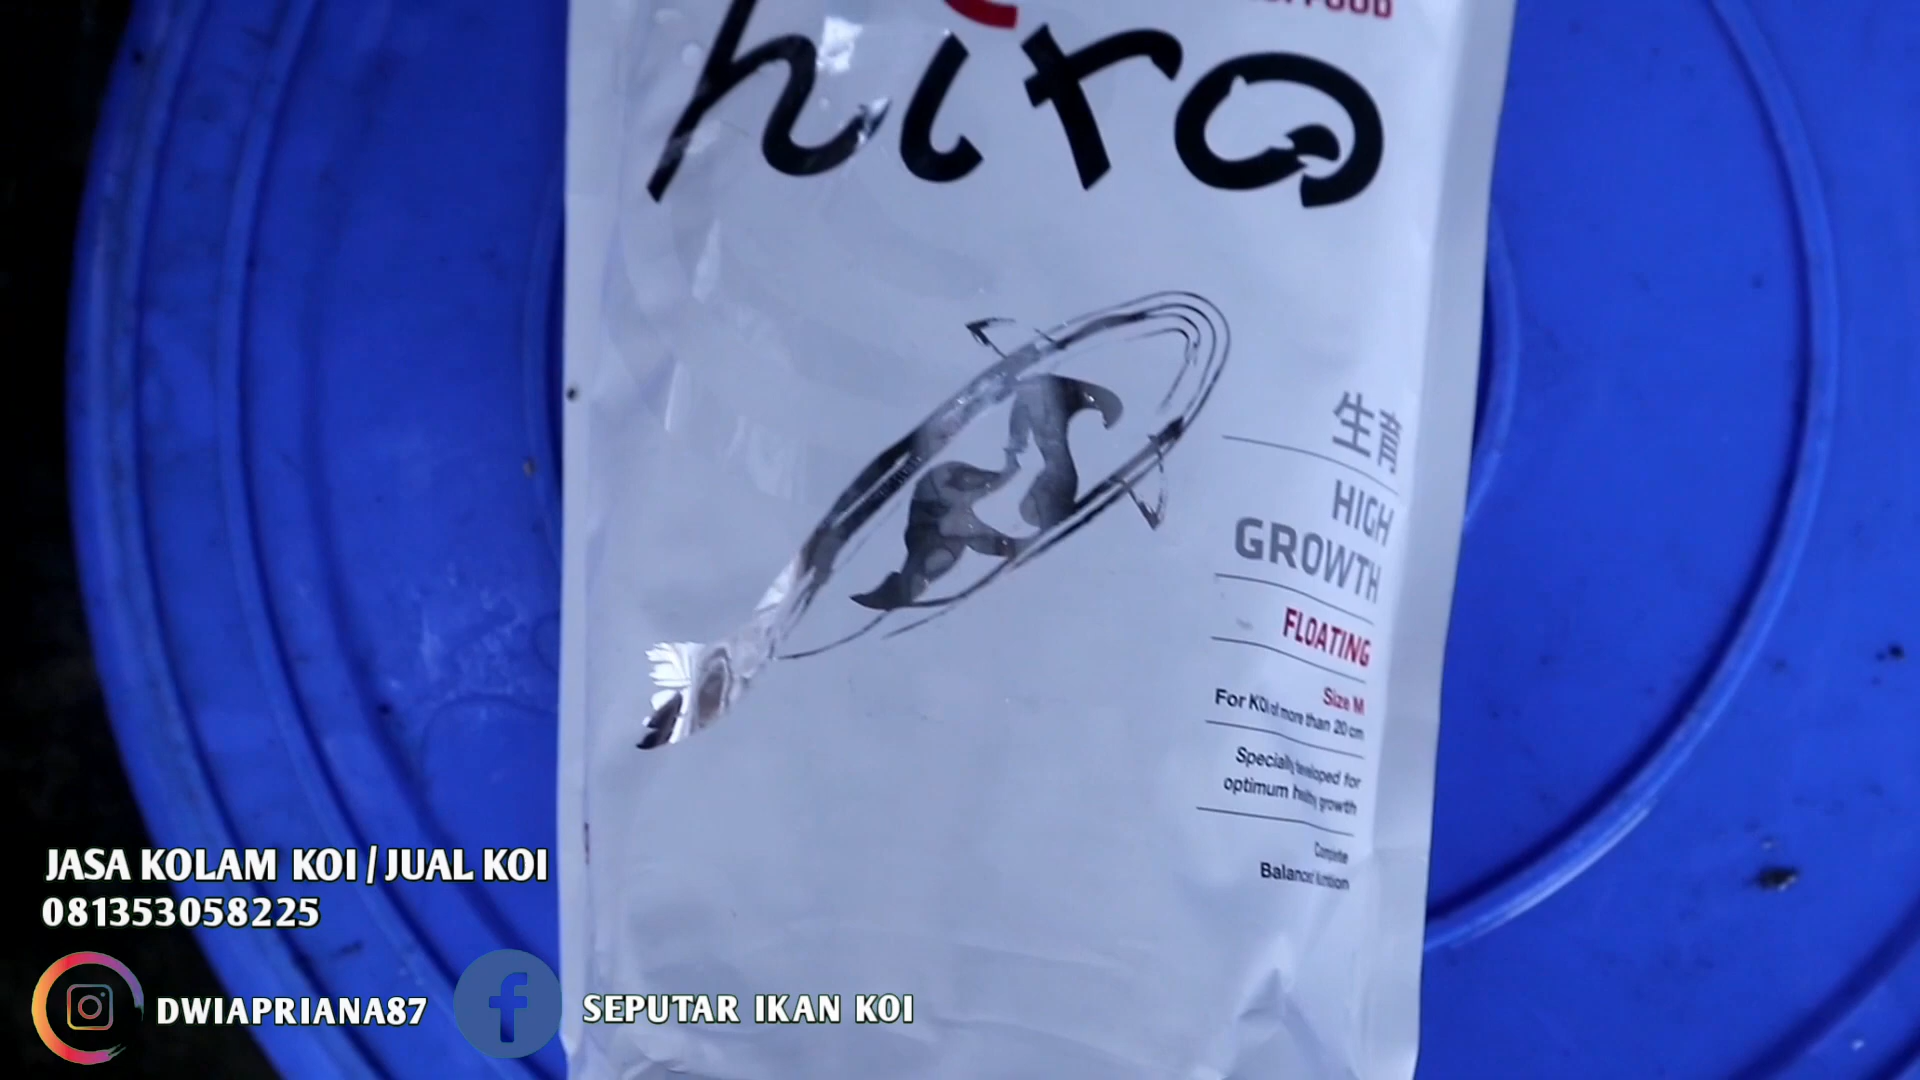 FOOD
hiro
生育
HIGH
GROWTH
FLOATING
Size M
For KOI of more than 20 cm
Specially developed for
optimum healthy growth
Complete
Balanced Nutrition
JASA KOLAM KOI / JUAL KOI
081353058225
DWIAPRIANA87
SEPUTAR IKAN KOI